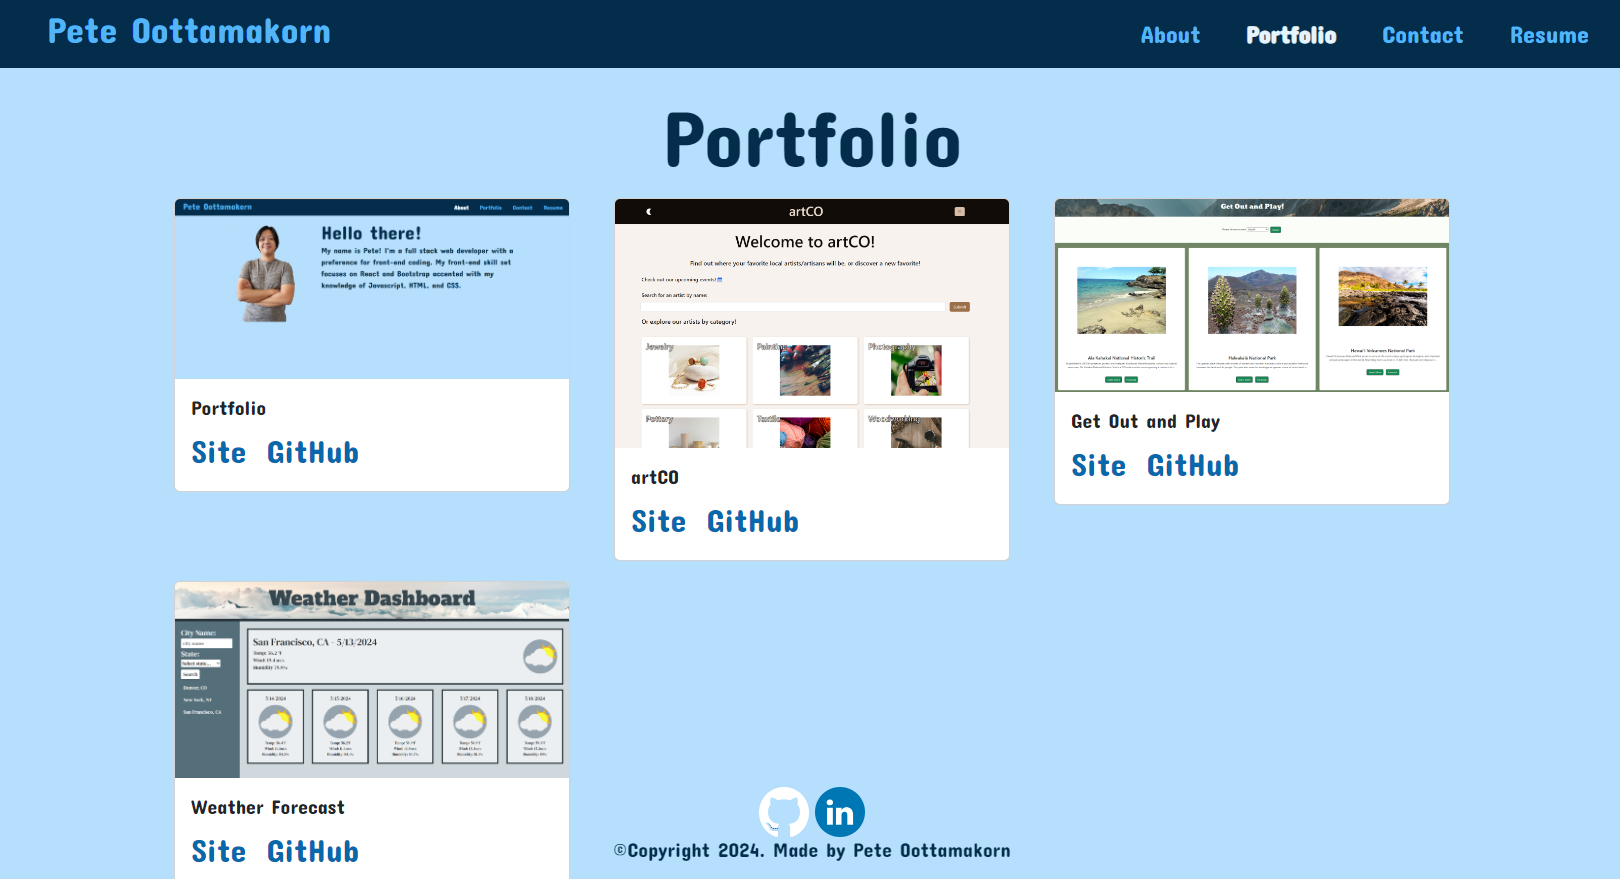 Pete Oottamakorn
About Portfolio Contact Resume
Portfolio
Pete Oottamakorn
About Portfolio Contact Resume
Hello there!
My name is Pete! I'm a full stack web developer with a
preference for front-end coding. My front-end skill set
focuses on React and Bootstrap accented with my
knowledge of Javascript, HTML, and CSS.
Portfolio
Site GitHub
artCO
Welcome to artCO!
Find out where your favorite local artists/artisans will be, or discover a new favorite!
Check out our upcoming events!
Search for an artist by name:
Submit
Or explore our artists by category!
Jewelry Painting Photography
Pottery Textile Woodworking
artCO
Site GitHub
Get Out and Play!
Ala Kahakai National Historic Trail
Haleakalā National Park
Hawai'i Volcanoes National Park
Get Out and Play
Site GitHub
Weather Dashboard
City Name:
city name
State:
Select state...
Search
Denver, CO
New York, NY
San Francisco, CA
San Francisco, CA - 5/13/2024
Temp: 56.2°F
5/14/2024 5/15/2024 5/16/2024 5/17/2024 5/18/2024
Weather Forecast
Site GitHub
in
©Copyright 2024. Made by Pete Oottamakorn